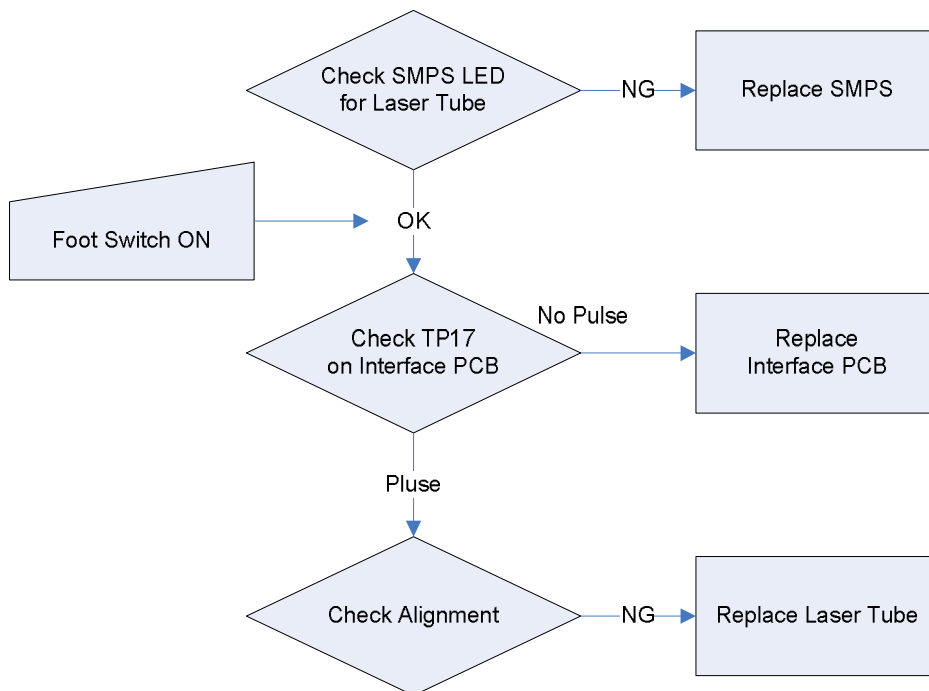 Check SMPS LED
for Laser Tube
NG
Replace SMPS
Foot Switch ON
OK
Check TP17
on Interface PCB
No Pulse
Replace
Interface PCB
Pluse
Check Alignment
NG
Replace Laser Tube